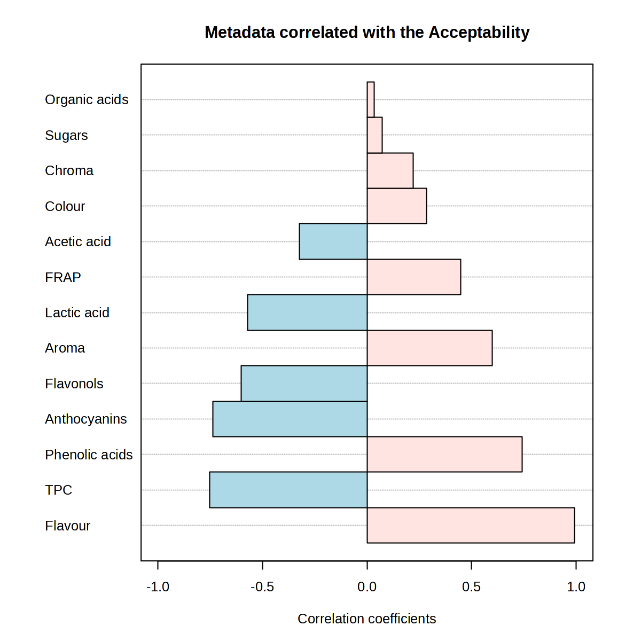 Metadata correlated with the Acceptability
Organic acids
Sugars
Chroma
Colour
Acetic acid
FRAP
Lactic acid
Aroma
Flavonols
Anthocyanins
Phenolic acids
TPC
Flavour
-1.0 -0.5 0.0 0.5 1.0
Correlation coefficients